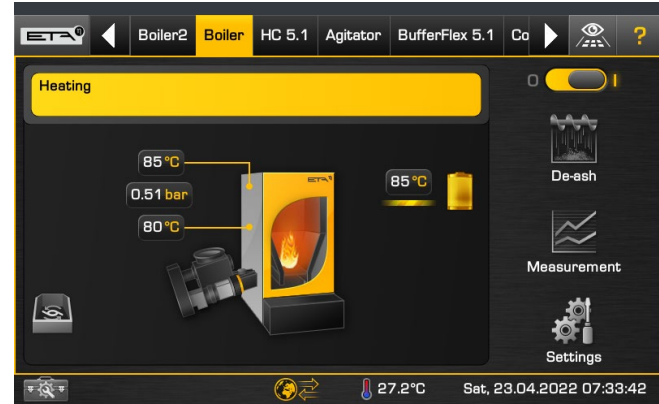 ETA
Boiler2 Boiler HC 5.1 Agitator BufferFlex 5.1 Co ?
Heating
O I
85°C
0.51 bar
80°C
ETA
85°C
De-ash
Measurement
Settings
27.2°C Sat, 23.04.2022 07:33:42